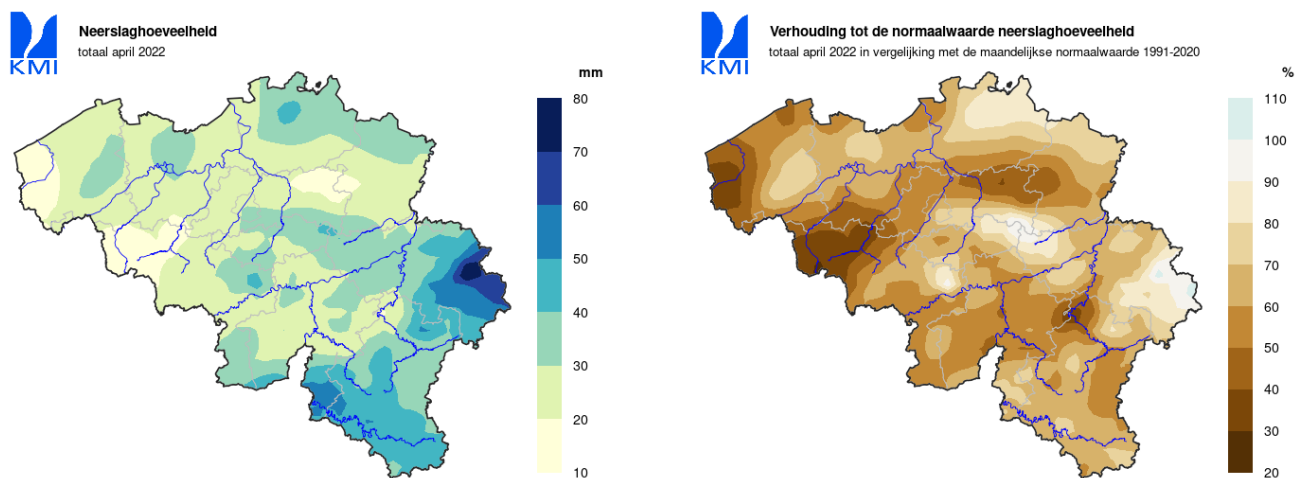 KMI
Neerslaghoeveelheid
totaal april 2022
mm
80
70
60
50
40
30
20
10
KMI
Verhouding tot de normaalwaarde neerslaghoeveelheid
totaal april 2022 in vergelijking met de maandelijkse normaalwaarde 1991-2020
%
110
100
90
80
70
60
50
40
30
20